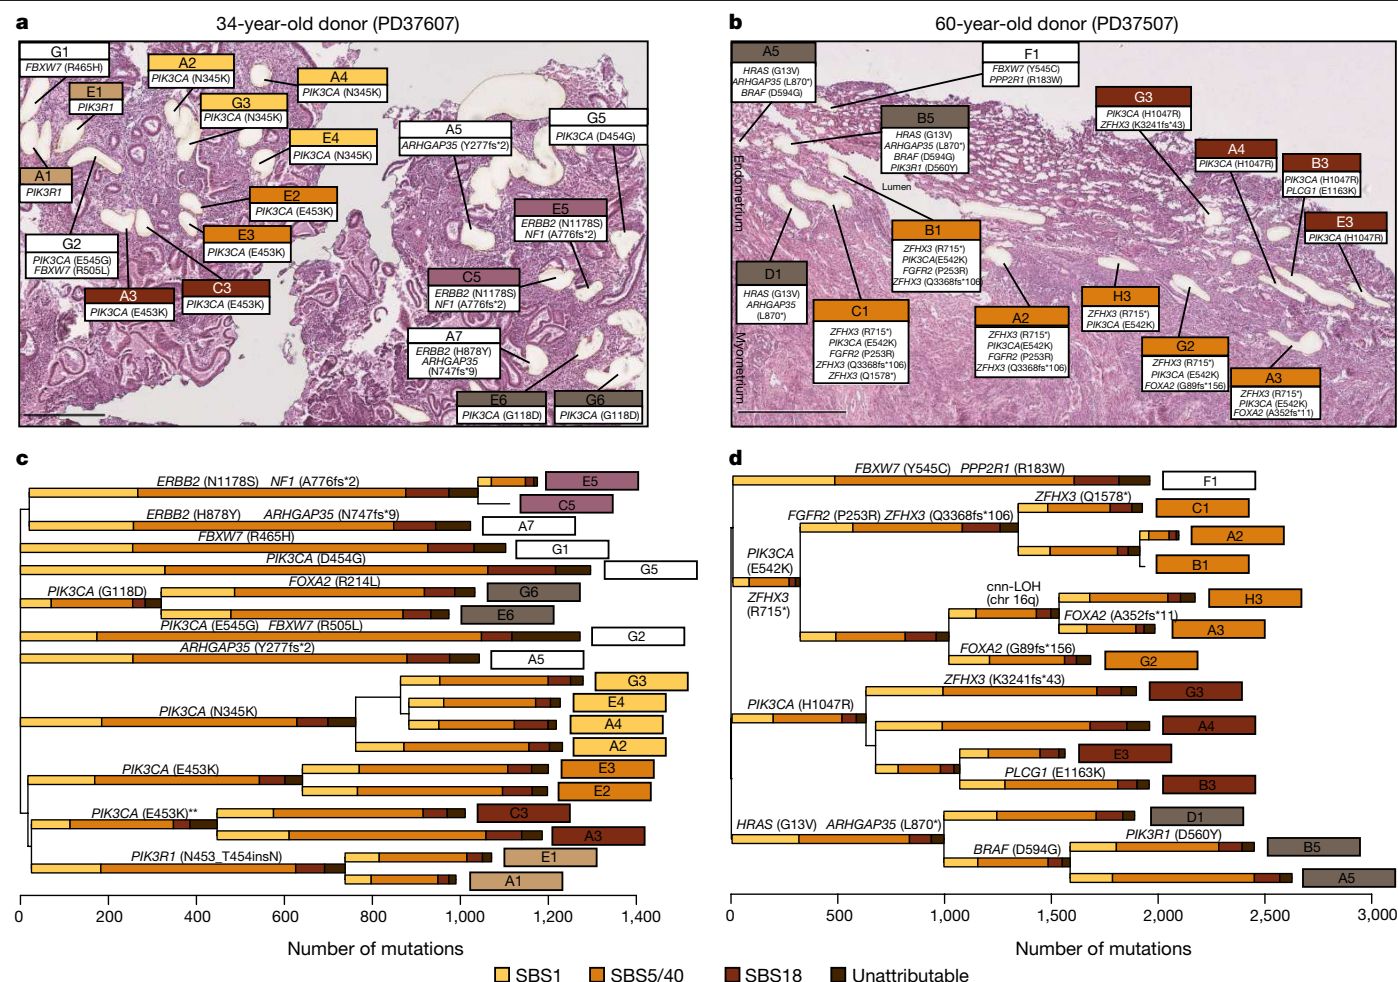 a
34-year-old donor (PD37607)
G1
FBXW7 (R465H)
E1
PIK3R1
A1
PIK3R1
A2
PIK3CA (N345K)
A4
PIK3CA (N345K)
G3
PIK3CA (N345K)
E4
PIK3CA (N345K)
E2
PIK3CA (E453K)
E3
PIK3CA (E453K)
G2
PIK3CA (E545G)
FBXW7 (R505L)
A3
PIK3CA (E453K)
C3
PIK3CA (E453K)
A5
ARHGAP35 (Y277fs*2)
G5
PIK3CA (D454G)
E5
ERBB2 (N1178S)
NF1 (A776fs*2)
C5
ERBB2 (N1178S)
NF1 (A776fs*2)
A7
ERBB2 (H878Y)
ARHGAP35
(N747fs*9)
E6
PIK3CA (G118D)
G6
PIK3CA (G118D)
b
60-year-old donor (PD37507)
A5
HRAS (G13V)
ARHGAP35 (L870*)
BRAF (D594G)
F1
FBXW7 (Y545C)
PPP2R1 (R183W)
B5
HRAS (G13V)
ARHGAP35 (L870*)
BRAF (D594G)
PIK3R1 (D560Y)
G3
PIK3CA (H1047R)
ZFHX3 (K3241fs*43)
A4
PIK3CA (H1047R)
B3
PIK3CA (H1047R)
PLCG1 (E1163K)
E3
PIK3CA (H1047R)
Endometrium
Lumen
Myometrium
D1
HRAS (G13V)
ARHGAP35
(L870*)
B1
ZFHX3 (R715*)
PIK3CA(E542K)
FGFR2 (P253R)
ZFHX3 (Q3368fs*106)
C1
ZFHX3 (R715*)
PIK3CA (E542K)
FGFR2 (P253R)
ZFHX3 (Q3368fs*106)
ZFHX3 (Q1578*)
A2
ZFHX3 (R715*)
PIK3CA(E542K)
FGFR2 (P253R)
ZFHX3 (Q3368fs*106)
H3
ZFHX3 (R715*)
PIK3CA (E542K)
G2
ZFHX3 (R715*)
PIK3CA (E542K)
FOXA2 (G89fs*156)
A3
ZFHX3 (R715*)
PIK3CA (E542K)
FOXA2 (A352fs*11)
c
ERBB2 (N1178S) NF1 (A776fs*2)
E5
C5
ERBB2 (H878Y) ARHGAP35 (N747fs*9)
A7
FBXW7 (R465H)
G1
PIK3CA (D454G)
G5
PIK3CA (G118D)
FOXA2 (R214L)
G6
E6
PIK3CA (E545G) FBXW7 (R505L)
G2
ARHGAP35 (Y277fs*2)
A5
PIK3CA (N345K)
G3
E4
A4
A2
PIK3CA (E453K)
E3
E2
PIK3CA (E453K)**
C3
A3
PIK3R1 (N453_T454insN)
E1
A1
0 200 400 600 800 1,000 1,200 1,400
Number of mutations
d
FBXW7 (Y545C) PPP2R1 (R183W)
F1
ZFHX3 (Q1578*)
C1
FGFR2 (P253R) ZFHX3 (Q3368fs*106)
A2
B1
PIK3CA
(E542K)
ZFHX3
(R715*)
cnn-LOH
(chr 16q)
H3
FOXA2 (A352fs*11)
A3
FOXA2 (G89fs*156)
G2
ZFHX3 (K3241fs*43)
G3
PIK3CA (H1047R)
A4
E3
PLCG1 (E1163K)
B3
HRAS (G13V) ARHGAP35 (L870*)
D1
PIK3R1 (D560Y)
BRAF (D594G)
B5
A5
0 500 1,000 1,500 2,000 2,500 3,000
Number of mutations
SBS1 SBS5/40 SBS18 Unattributable